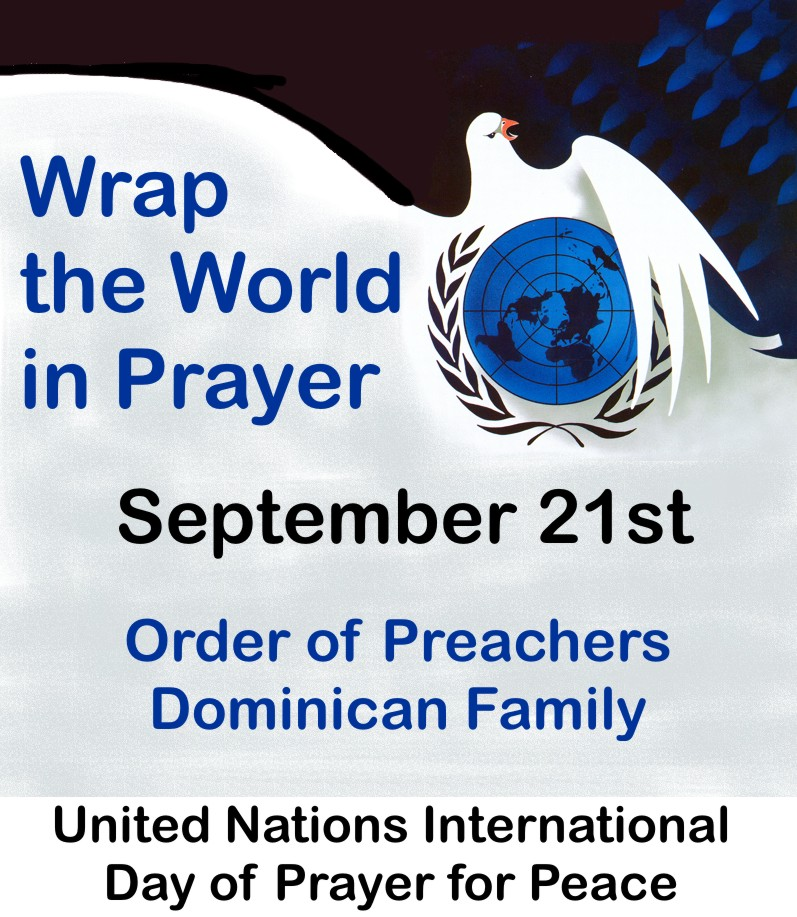 Wrap
the World
in Prayer
September 21st
Order of Preachers
Dominican Family
United Nations International
Day of Prayer for Peace